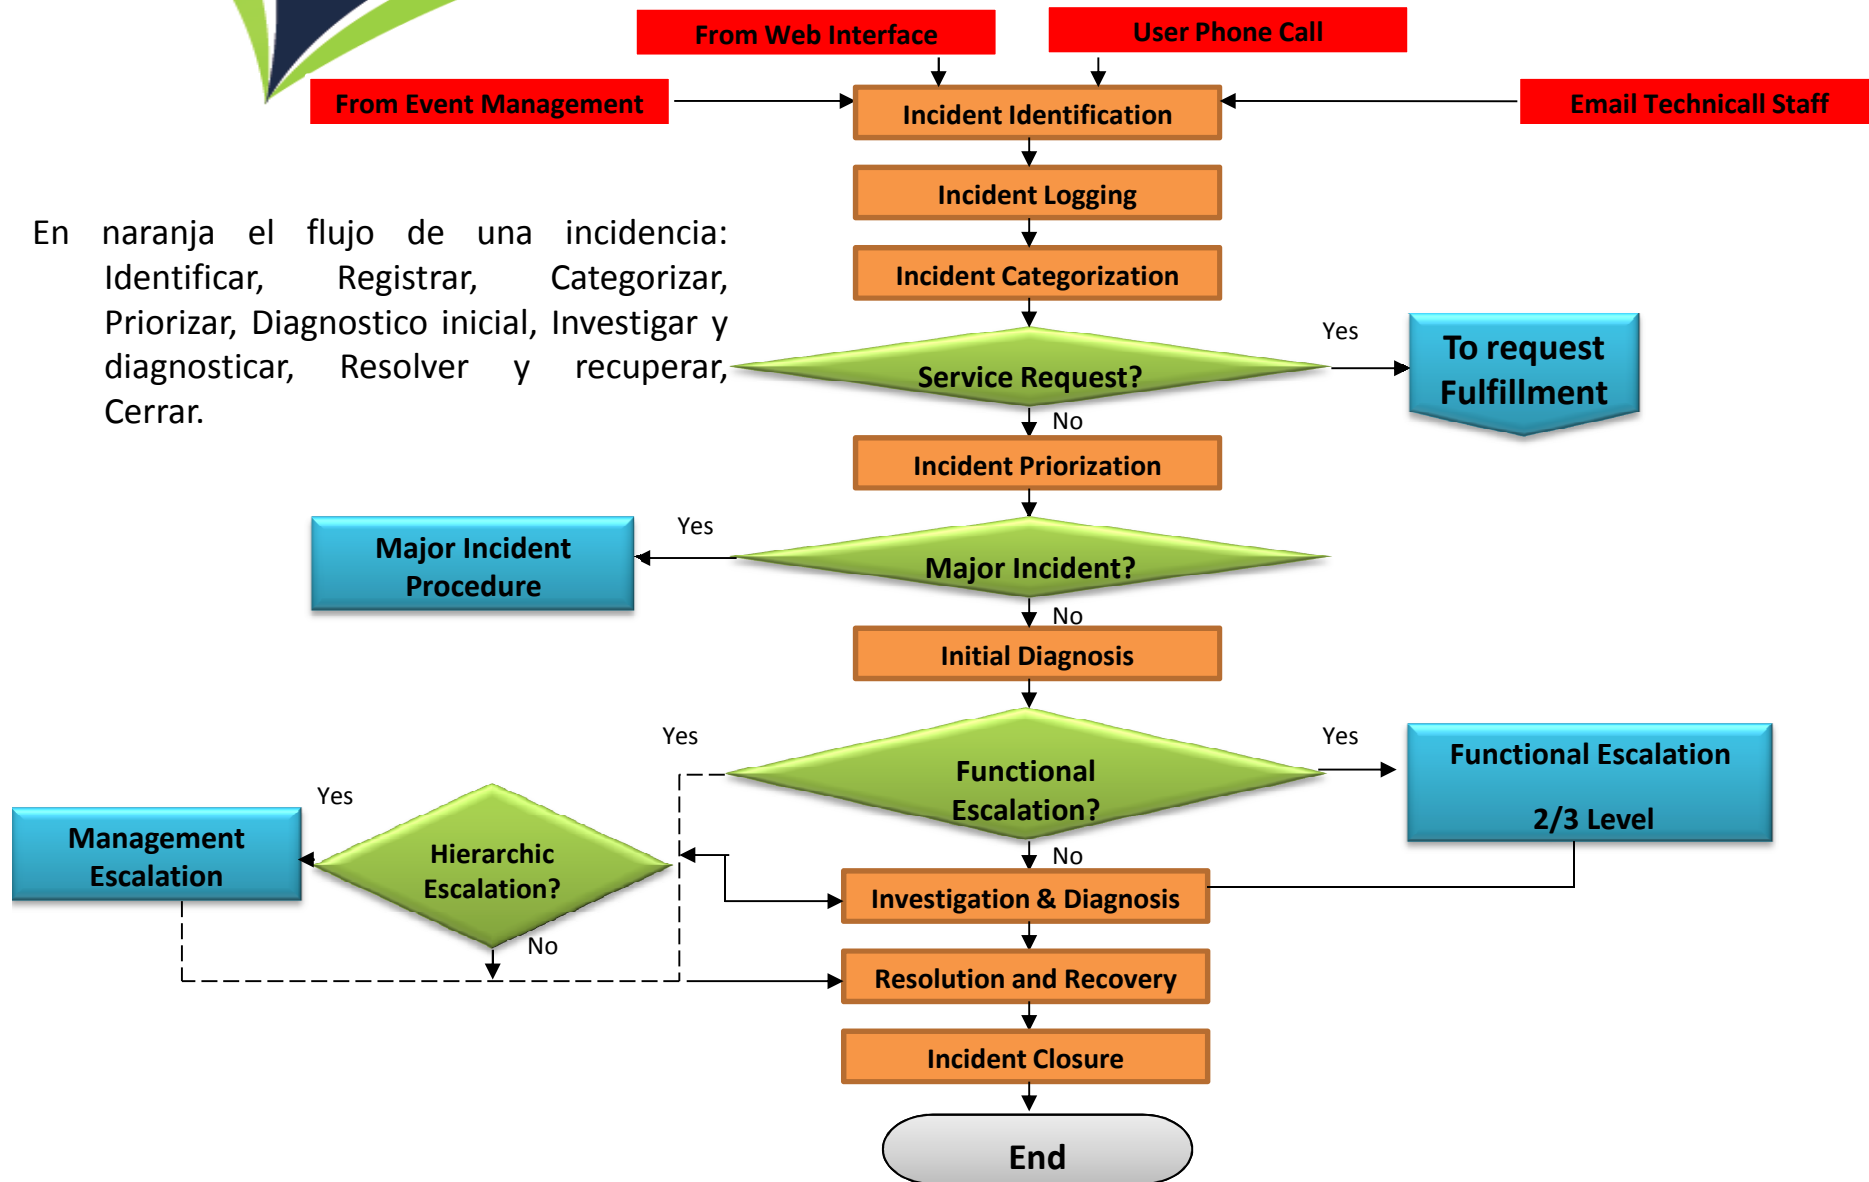 From Web Interface
User Phone Call
From Event Management
Incident Identification
Email Technicall Staff
Incident Logging
En naranja el flujo de una incidencia:
Identificar, Registrar, Categorizar,
Priorizar, Diagnostico inicial, Investigar y
diagnosticar, Resolver y recuperar,
Cerrar.
Incident Categorization
Service Request?
Yes
To request
Fulfillment
No
Incident Priorization
Yes
Major Incident
Procedure
Major Incident?
No
Initial Diagnosis
Yes
Functional
Escalation?
Yes
Functional Escalation
2/3 Level
Yes
Management
Escalation
Hierarchic
Escalation?
No
No
Investigation & Diagnosis
Resolution and Recovery
Incident Closure
End